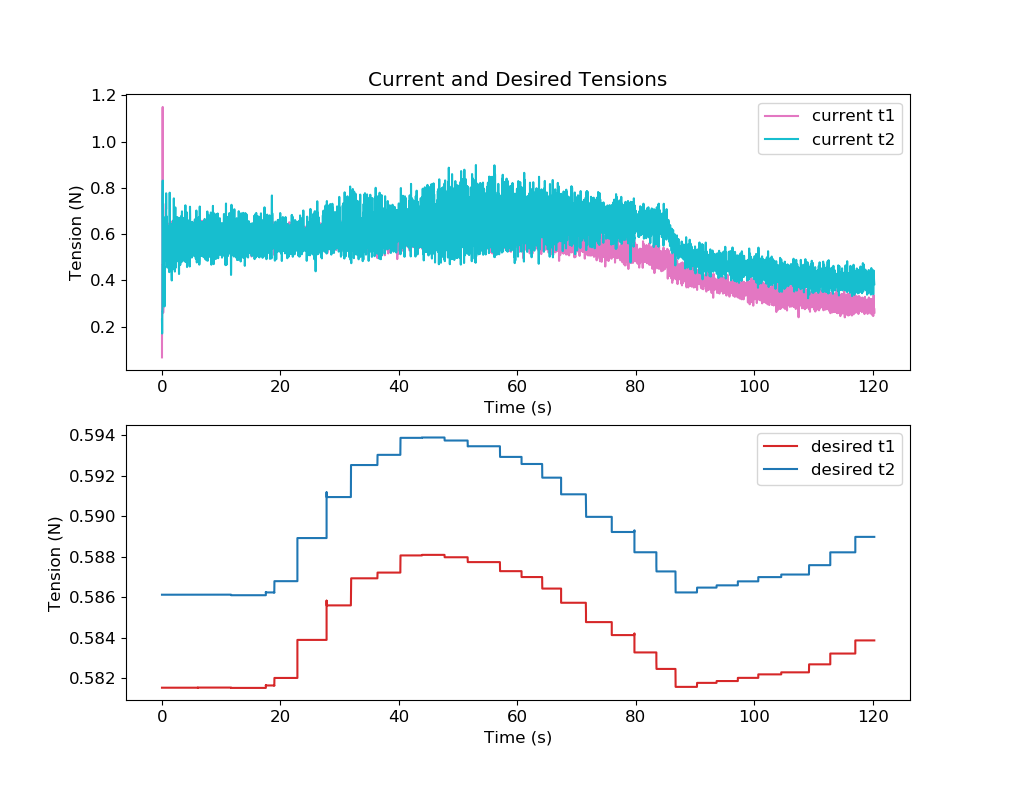 Current and Desired Tensions
1.2
1.0
0.8
0.6
0.4
0.2
Tension (N)
current t1
current t2
0 20 40 60 80 100 120
Time (s)
0.594
0.592
0.590
0.588
0.586
0.584
0.582
Tension (N)
desired t1
desired t2
0 20 40 60 80 100 120
Time (s)